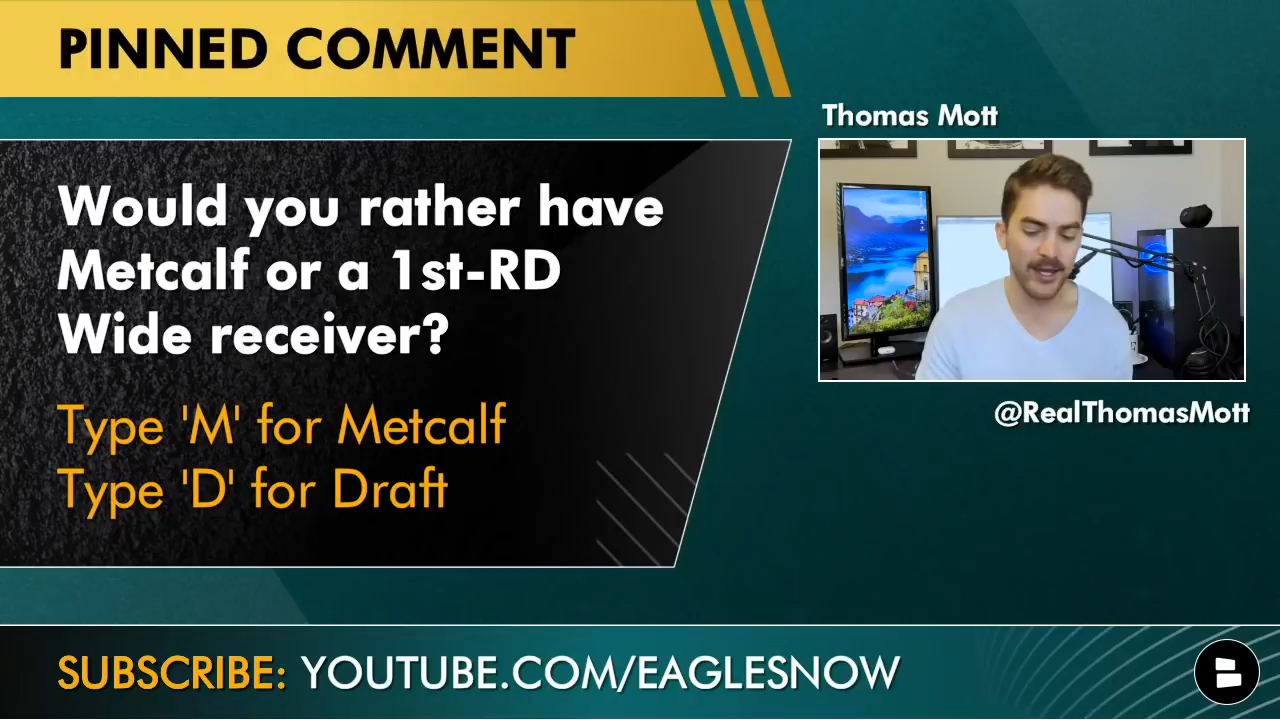 PINNED COMMENT
Thomas Mott
Would you rather have
Metcalf or a 1st-RD
Wide receiver?
Type 'M' for Metcalf
Type 'D' for Draft
@RealThomasMott
SUBSCRIBE: YOUTUBE.COM/EAGLESNOW